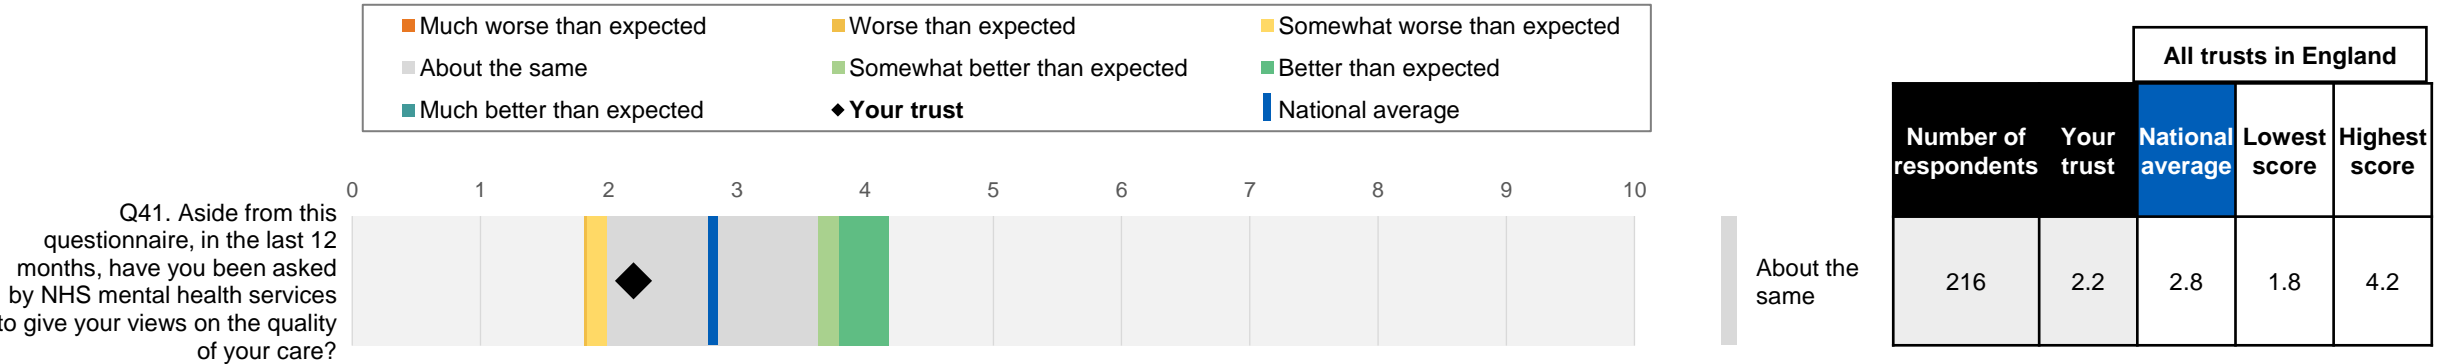 Much worse than expected
Worse than expected
Somewhat worse than expected
About the same
Somewhat better than expected
Better than expected
Much better than expected
Your trust
National average
0 1 2 3 4 5 6 7 8 9 10
Q41. Aside from this
questionnaire, in the last 12
months, have you been asked
by NHS mental health services
to give your views on the quality
of your care?
About the
same
All trusts in England
Number of
respondents
Your
trust
National
average
Lowest
score
Highest
score
216 2.2 2.8 1.8 4.2